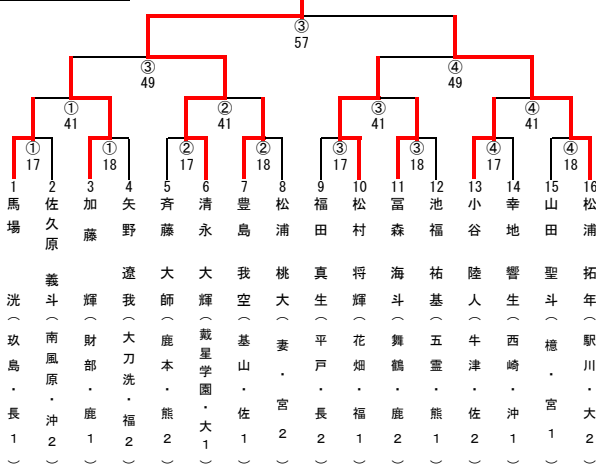 ③
57
③
49
④
49
①
41
②
41
③
41
④
41
①
17
①
18
②
17
②
18
③
17
③
18
④
17
④
18
1 馬場 洸（玖島・長1）
2 佐久原 義斗（南風原・沖2）
3 加藤 輝（財部・鹿1）
4 矢野 遼我（大刀洗・福2）
5 斉藤 大師（鹿本・熊2）
6 清永 大輝（戴星学園・大1）
7 豊島 我空（基山・佐1）
8 松浦 桃大（妻・宮2）
9 福田 真生（平戸・長2）
10 松村 将輝（花畑・福1）
11 冨森 海斗（舞鶴・鹿2）
12 池福 祐基（五霊・熊1）
13 小谷 陸人（牛津・佐2）
14 幸地 響生（西崎・沖1）
15 山田 聖斗（檍・宮1）
16 松浦 拓年（駅川・大2）